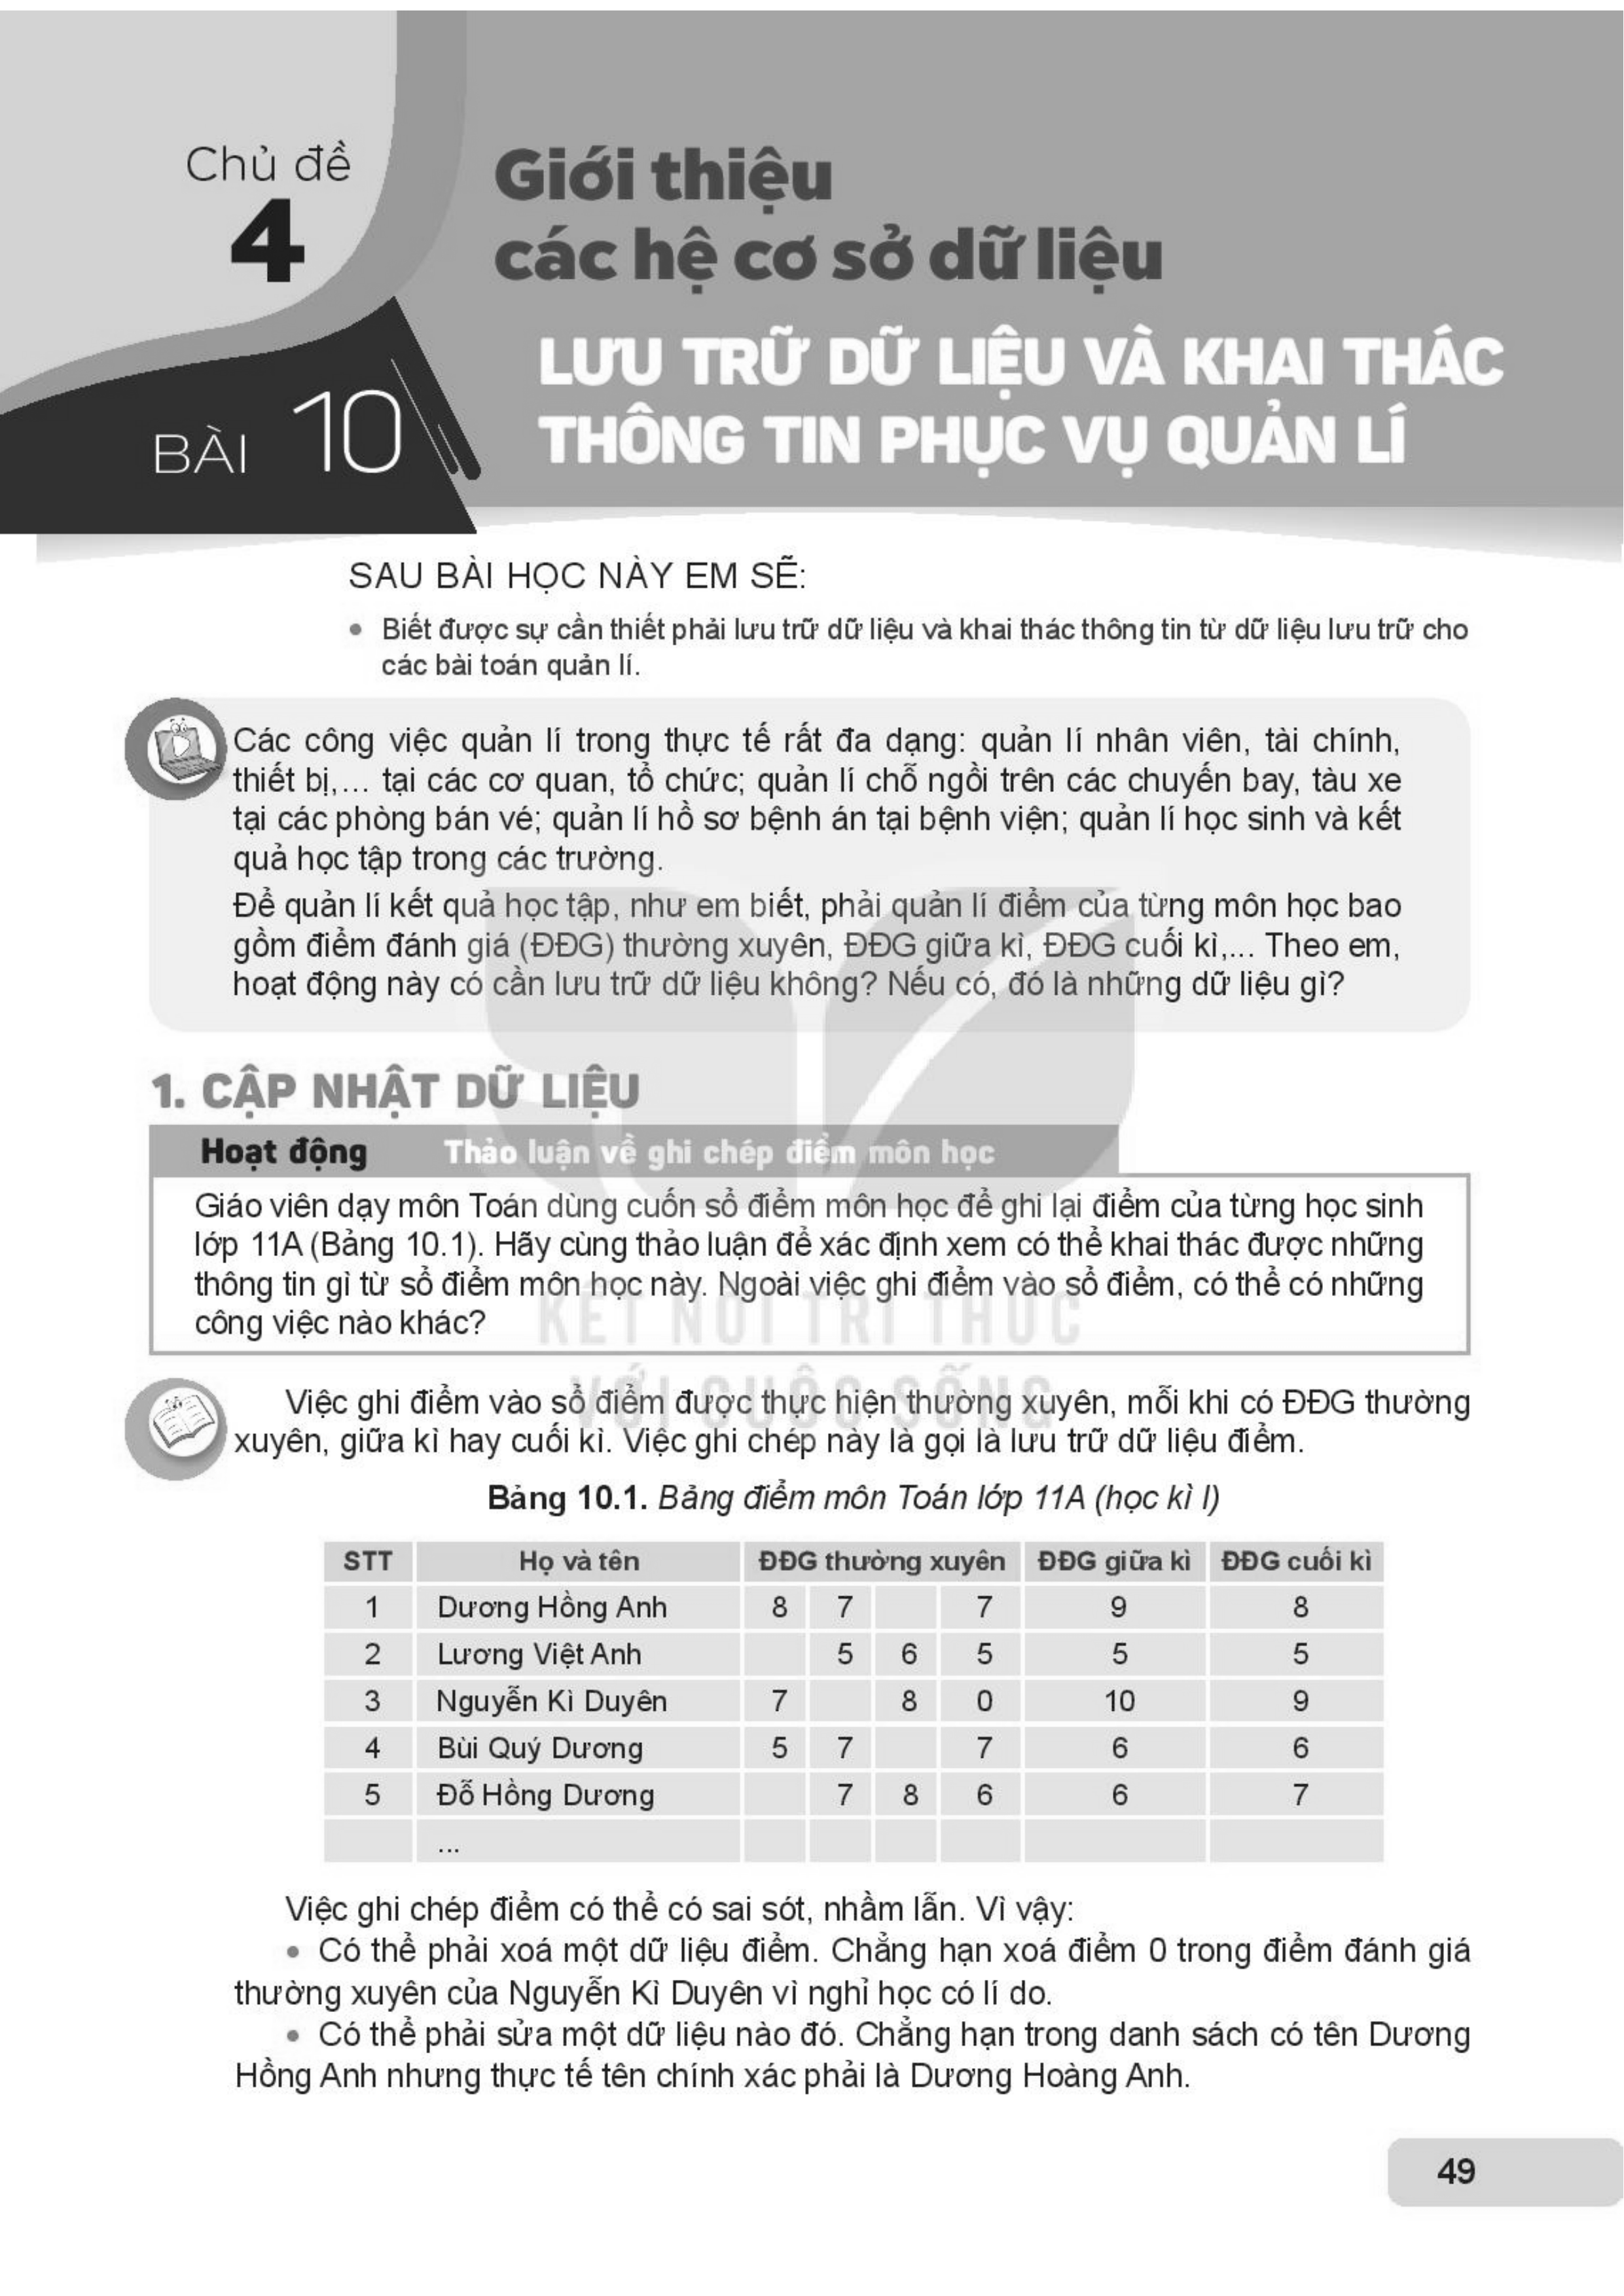 Chủ đề
4
Giới thiệu
các hệ cơ sở dữ liệu
BÀI 10
LƯU TRỮ DỮ LIỆU VÀ KHAI THÁC
THÔNG TIN PHỤC VỤ QUẢN LÍ
SAU BÀI HỌC NÀY EM SẼ:
• Biết được sự cần thiết phải lưu trữ dữ liệu và khai thác thông tin từ dữ liệu lưu trữ cho
các bài toán quản lí.
Các công việc quản lí trong thực tế rất đa dạng: quản lí nhân viên, tài chính,
thiết bị,... tại các cơ quan, tổ chức; quản lí chỗ ngồi trên các chuyến bay, tàu xe
tại các phòng bán vé; quản lí hồ sơ bệnh án tại bệnh viện; quản lí học sinh và kết
quả học tập trong các trường.
Để quản lí kết quả học tập, như em biết, phải quản lí điểm của từng môn học bao
gồm điểm đánh giá (ĐĐG) thường xuyên, ĐĐG giữa kì, ĐĐG cuối kì,... Theo em,
hoạt động này có cần lưu trữ dữ liệu không? Nếu có, đó là những dữ liệu gì?
1. CẬP NHẬT DỮ LIỆU
Hoạt động Thảo luận về ghi chép điểm môn học
Giáo viên dạy môn Toán dùng cuốn sổ điểm môn học để ghi lại điểm của từng học sinh
lớp 11A (Bảng 10.1). Hãy cùng thảo luận để xác định xem có thể khai thác được những
thông tin gì từ sổ điểm môn học này. Ngoài việc ghi điểm vào sổ điểm, có thể có những
công việc nào khác?
KẾT NỐI TRI THỨC
VỚI CUỘC SỐNG
Việc ghi điểm vào sổ điểm được thực hiện thường xuyên, mỗi khi có ĐĐG thường
xuyên, giữa kì hay cuối kì. Việc ghi chép này là gọi là lưu trữ dữ liệu điểm.
Bảng 10.1. Bảng điểm môn Toán lớp 11A (học kì I)
STT Họ và tên ĐĐG thường xuyên ĐĐG giữa kì ĐĐG cuối kì
1 Dương Hồng Anh 8 7 7 9 8
2 Lương Việt Anh 5 6 5 5 5
3 Nguyễn Kì Duyên 7 8 0 10 9
4 Bùi Quý Dương 5 7 7 6 6
5 Đỗ Hồng Dương 7 8 6 6 7
...
Việc ghi chép điểm có thể có sai sót, nhầm lẫn. Vì vậy:
• Có thể phải xoá một dữ liệu điểm. Chẳng hạn xoá điểm 0 trong điểm đánh giá
thường xuyên của Nguyễn Kì Duyên vì nghỉ học có lí do.
• Có thể phải sửa một dữ liệu nào đó. Chẳng hạn trong danh sách có tên Dương
Hồng Anh nhưng thực tế tên chính xác phải là Dương Hoàng Anh.
49